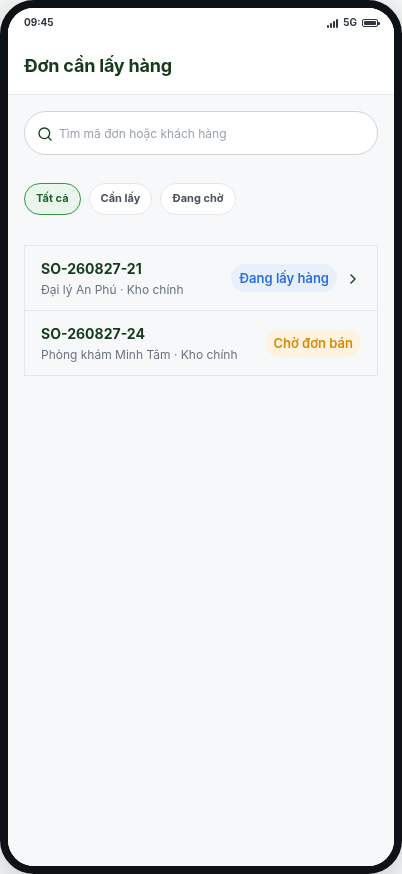 09:45
5G
Đơn cần lấy hàng
Tìm mã đơn hoặc khách hàng
Tất cả
Cần lấy
Đang chờ
SO-260827-21
Đang lấy hàng
Đại lý An Phú · Kho chính
SO-260827-24
Chờ đơn bán
Phòng khám Minh Tâm · Kho chính